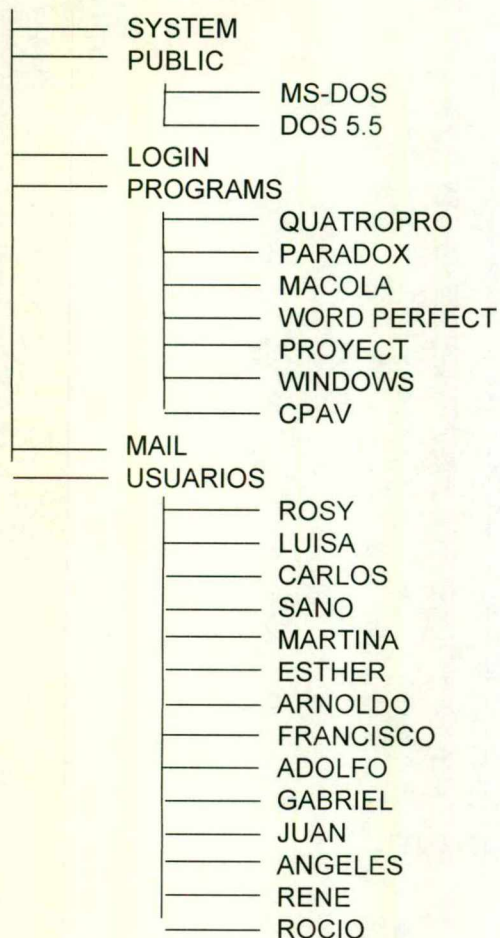 SYSTEM
PUBLIC
MS-DOS
DOS 5.5
LOGIN
PROGRAMS
QUATROPRO
PARADOX
MACOLA
WORD PERFECT
PROYECT
WINDOWS
CPAV
MAIL
USUARIOS
ROSY
LUISA
CARLOS
SANO
MARTINA
ESTHER
ARNOLDO
FRANCISCO
ADOLFO
GABRIEL
JUAN
ANGELES
RENE
ROCIO